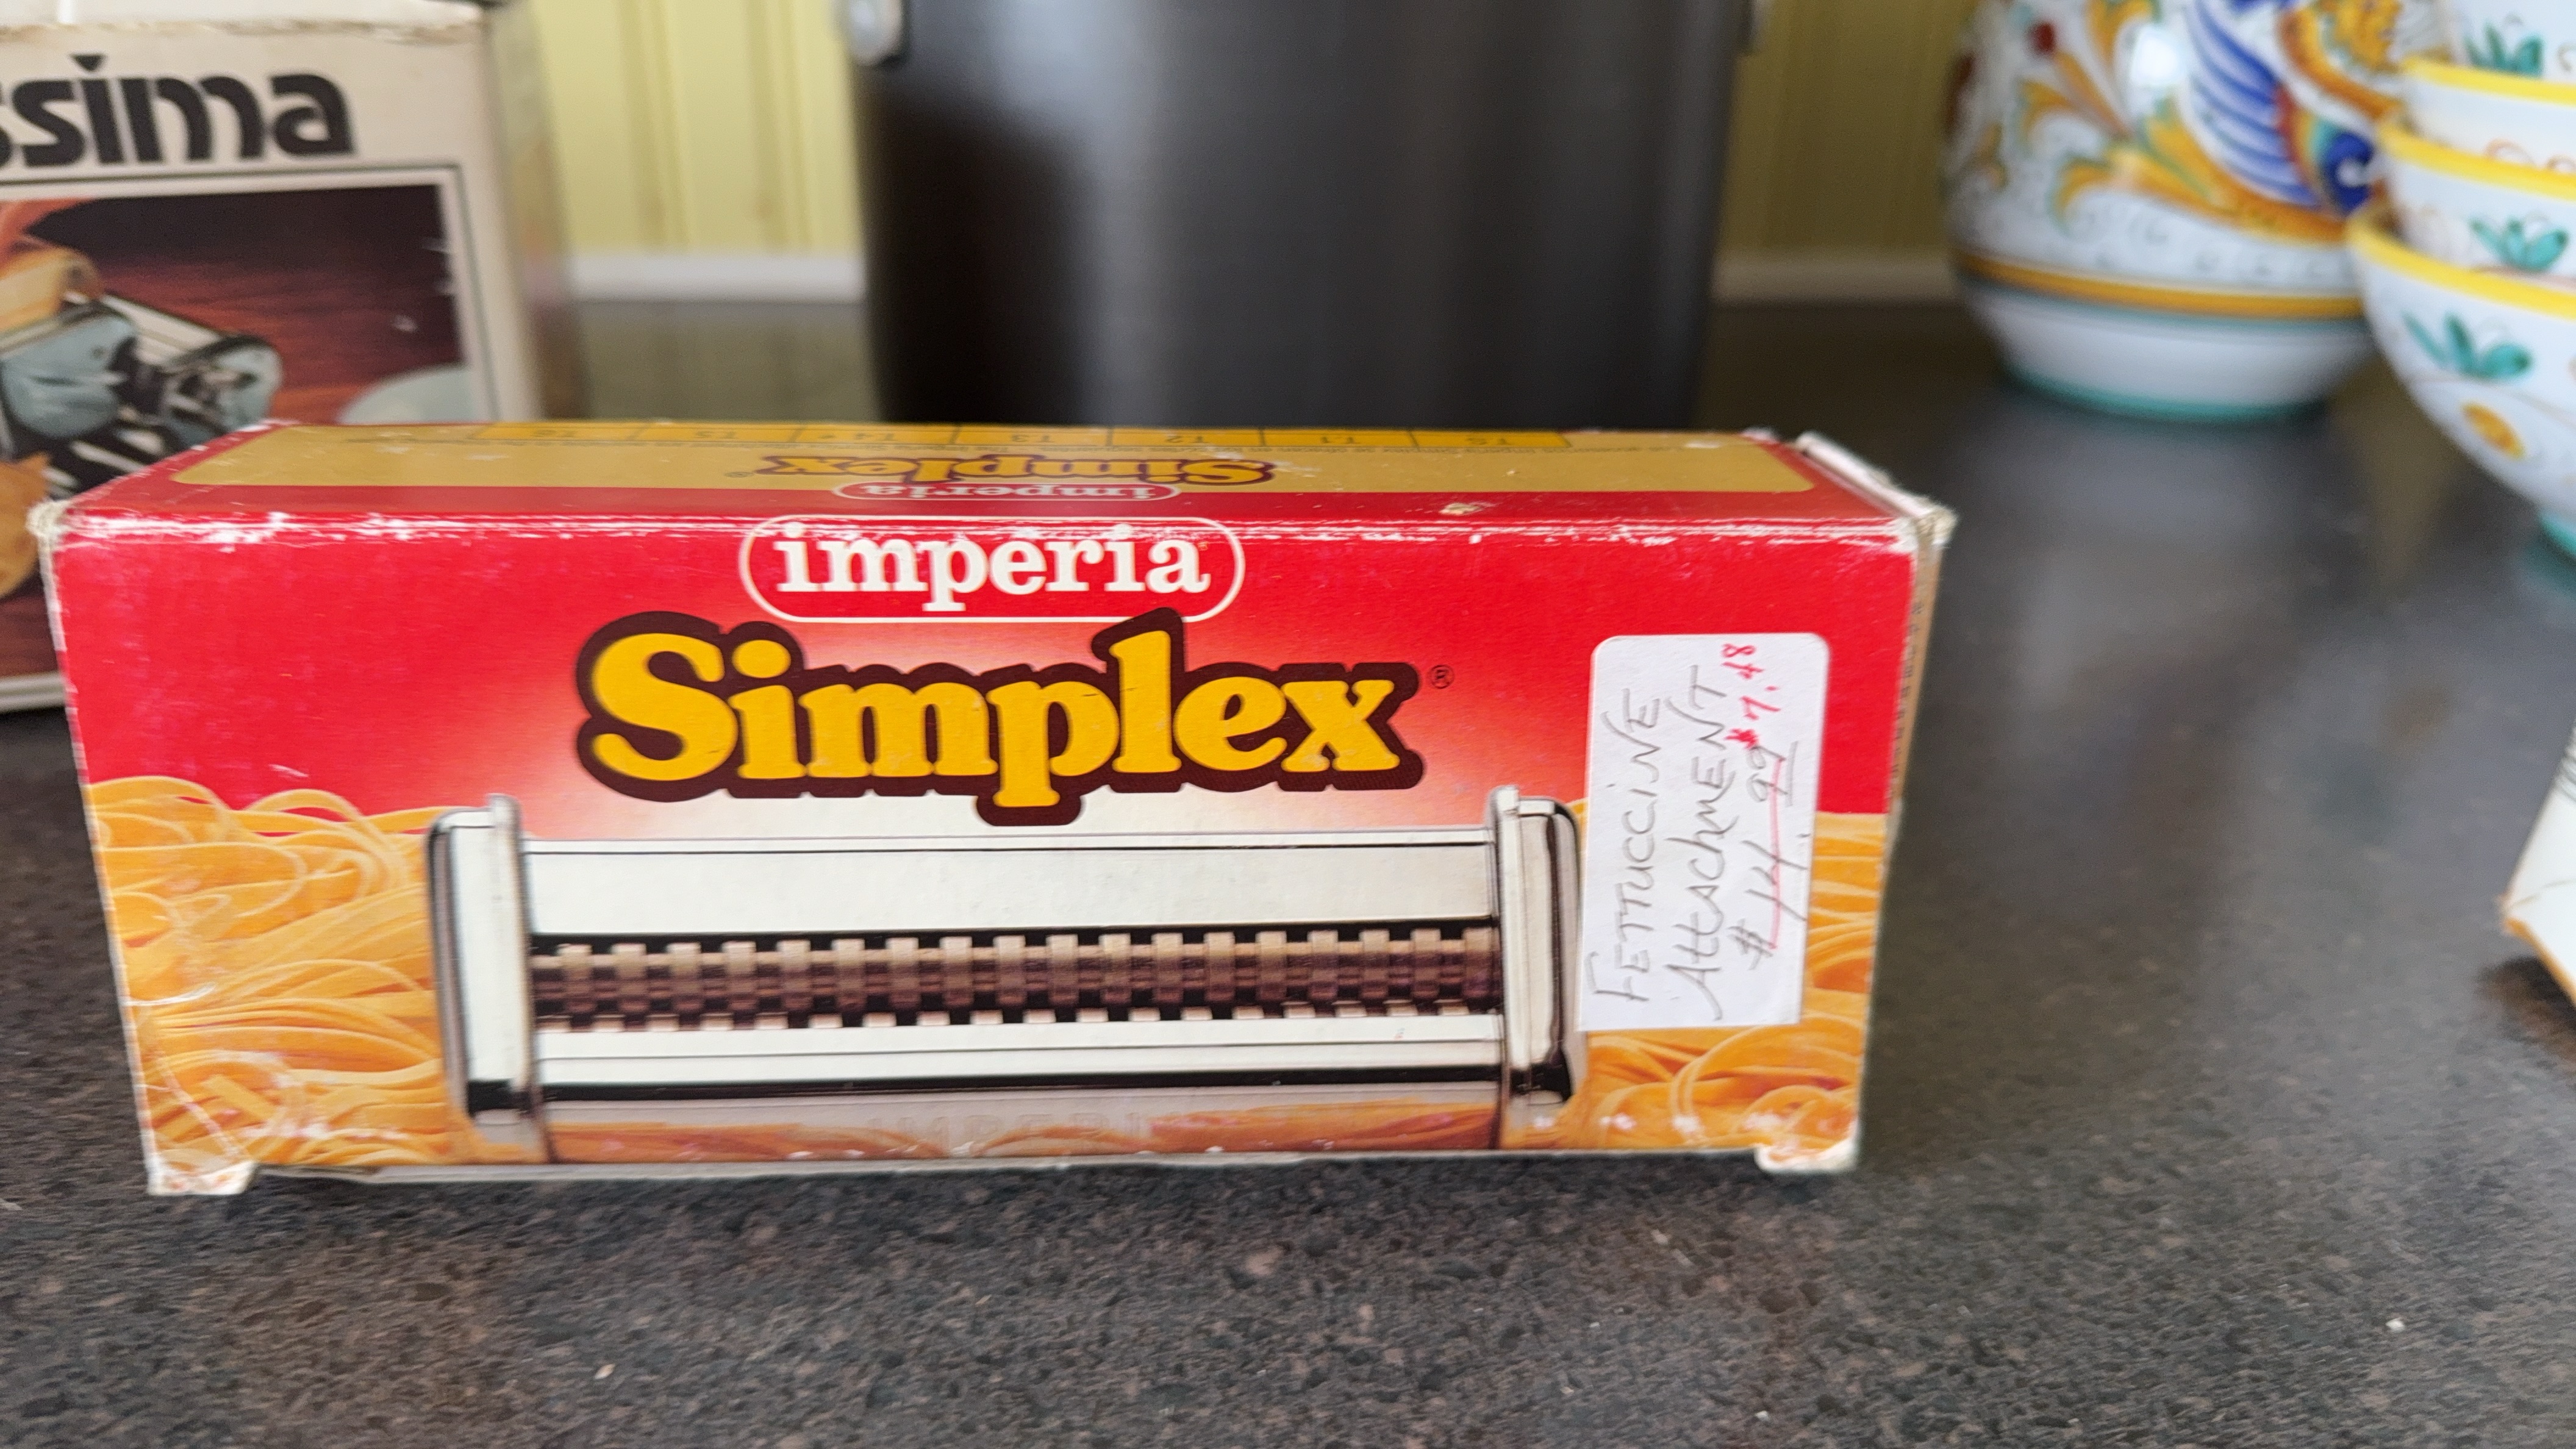 ssima
Simplex
imperia
imperia
Simplex®
FETTUCCINE
Attachment $7.48
$14.99